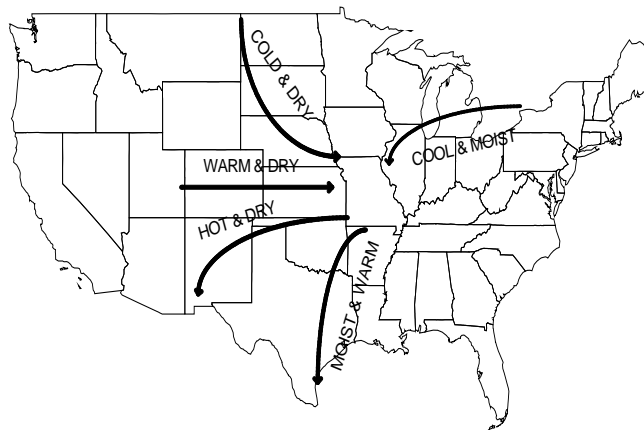 COLD & DRY
COOL & MOIST
WARM & DRY
HOT & DRY
MOIST & WARM